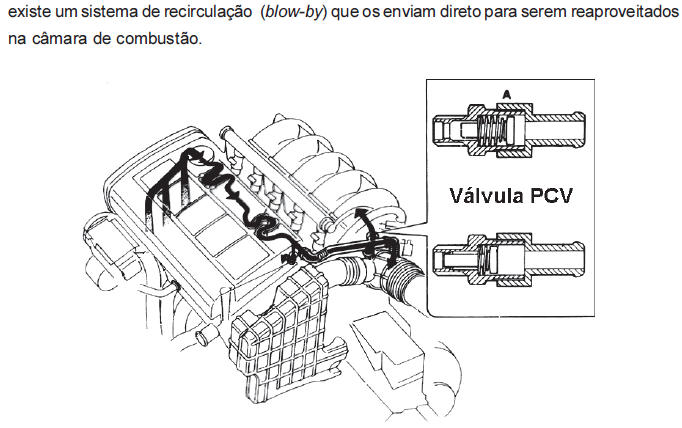 existe um sistema de recirculação (blow-by) que os enviam direto para serem reaproveitados
na câmara de combustão.
A
Válvula PCV